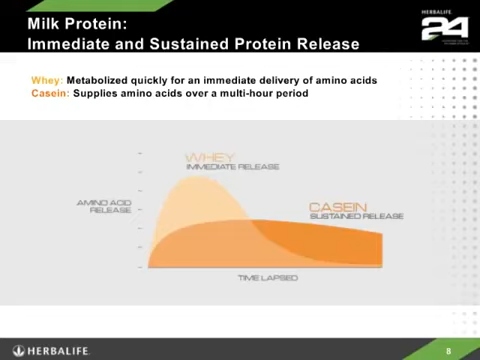 Milk Protein:
Immediate and Sustained Protein Release
HERBALIFE
24
Whey: Metabolized quickly for an immediate delivery of amino acids
Casein: Supplies amino acids over a multi-hour period
WHEY
IMMEDIATE RELEASE
AMINO ACID
RELEASE
CASEIN
SUSTAINED RELEASE
TIME LAPSED
HERBALIFE
8